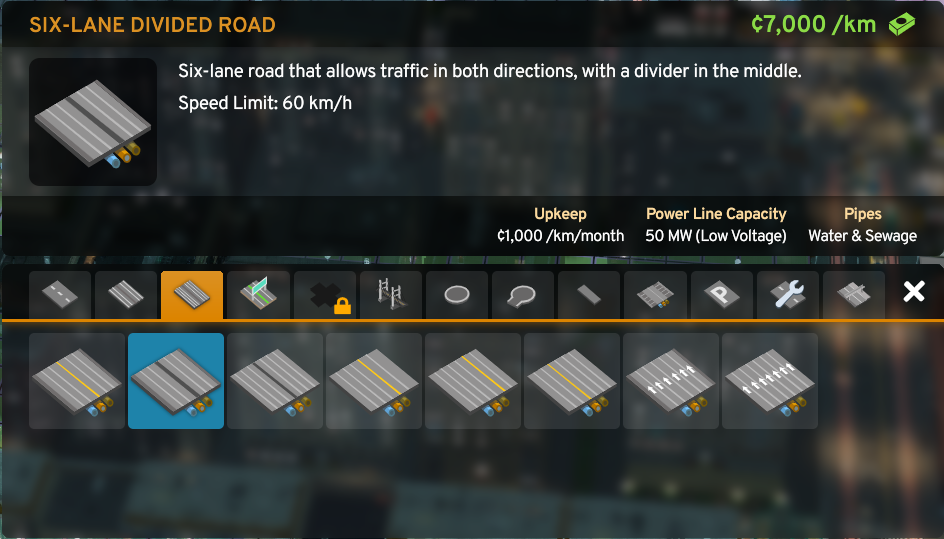 SIX-LANE DIVIDED ROAD
₵7,000 /km
Six-lane road that allows traffic in both directions, with a divider in the middle.
Speed Limit: 60 km/h
Upkeep
₵1,000 /km/month
Power Line Capacity
50 MW (Low Voltage)
Pipes
Water & Sewage
P